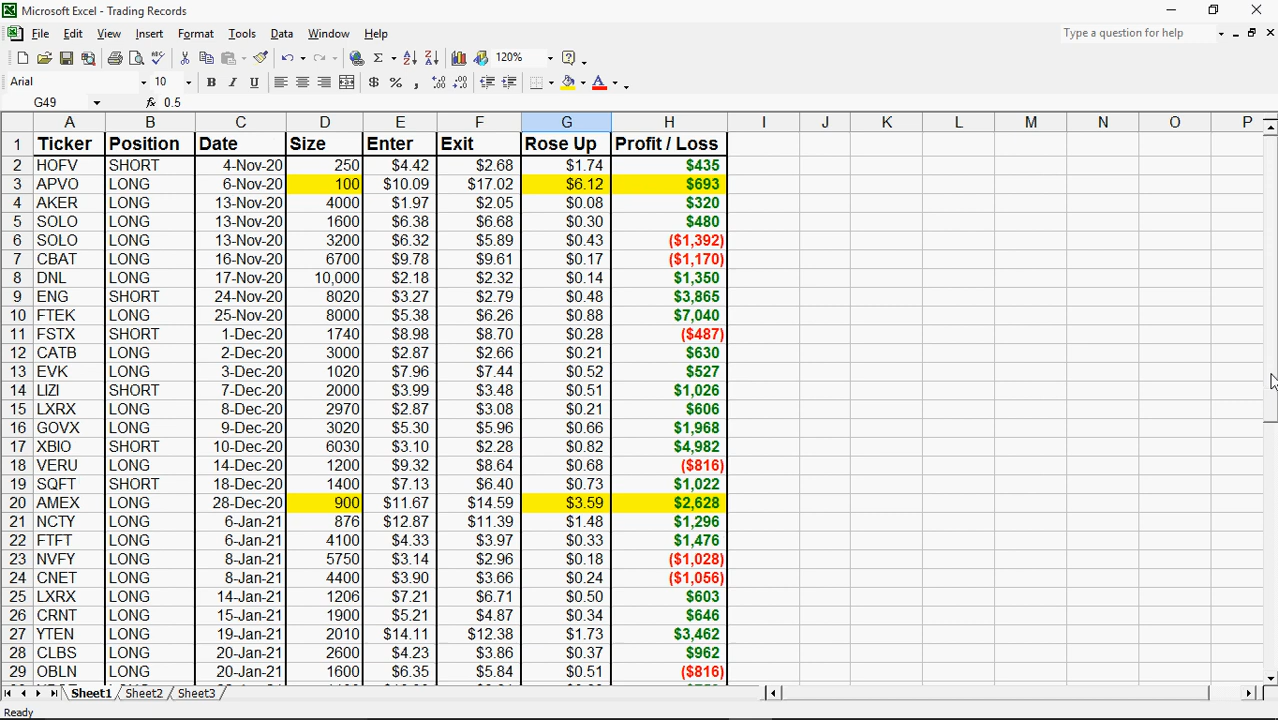 Microsoft Excel - Trading Records
File Edit View Insert Format Tools Data Window Help Type a question for help
120%
Arial 10
G49 fx 0.5
A B C D E F G H I J K L M N O P
1 Ticker Position Date Size Enter Exit Rose Up Profit / Loss
2 HOFV SHORT 4-Nov-20 250 $4.42 $2.68 $1.74 $435
3 APVO LONG 6-Nov-20 100 $10.09 $17.02 $6.12 $693
4 AKER LONG 13-Nov-20 4000 $1.97 $2.05 $0.08 $320
5 SOLO LONG 13-Nov-20 1600 $6.38 $6.68 $0.30 $480
6 SOLO LONG 13-Nov-20 3200 $6.32 $5.89 $0.43 ($1,392)
7 CBAT LONG 16-Nov-20 6700 $9.78 $9.61 $0.17 ($1,170)
8 DNL LONG 17-Nov-20 10,000 $2.18 $2.32 $0.14 $1,350
9 ENG SHORT 24-Nov-20 8020 $3.27 $2.79 $0.48 $3,865
10 FTEK LONG 25-Nov-20 8000 $5.38 $6.26 $0.88 $7,040
11 FSTX SHORT 1-Dec-20 1740 $8.98 $8.70 $0.28 ($487)
12 CATB LONG 2-Dec-20 3000 $2.87 $2.66 $0.21 $630
13 EVK LONG 3-Dec-20 1020 $7.96 $7.44 $0.52 $527
14 LIZI SHORT 7-Dec-20 2000 $3.99 $3.48 $0.51 $1,026
15 LXRX LONG 8-Dec-20 2970 $2.87 $3.08 $0.21 $606
16 GOVX LONG 9-Dec-20 3020 $5.30 $5.96 $0.66 $1,968
17 XBIO SHORT 10-Dec-20 6030 $3.10 $2.28 $0.82 $4,982
18 VERU LONG 14-Dec-20 1200 $9.32 $8.64 $0.68 ($816)
19 SQFT SHORT 18-Dec-20 1400 $7.13 $6.40 $0.73 $1,022
20 AMEX LONG 28-Dec-20 900 $11.67 $14.59 $3.59 $2,628
21 NCTY LONG 6-Jan-21 876 $12.87 $11.39 $1.48 $1,296
22 FTFT LONG 6-Jan-21 4100 $4.33 $3.97 $0.33 $1,476
23 NVFY LONG 8-Jan-21 5750 $3.14 $2.96 $0.18 ($1,028)
24 CNET LONG 8-Jan-21 4400 $3.90 $3.66 $0.24 ($1,056)
25 LXRX LONG 14-Jan-21 1206 $7.21 $6.71 $0.50 $603
26 CRNT LONG 15-Jan-21 1900 $5.21 $4.87 $0.34 $646
27 YTEN LONG 19-Jan-21 2010 $14.11 $12.38 $1.73 $3,462
28 CLBS LONG 20-Jan-21 2600 $4.23 $3.86 $0.37 $962
29 OBLN LONG 20-Jan-21 1600 $6.35 $5.84 $0.51 ($816)
Sheet1 Sheet2 Sheet3
Ready